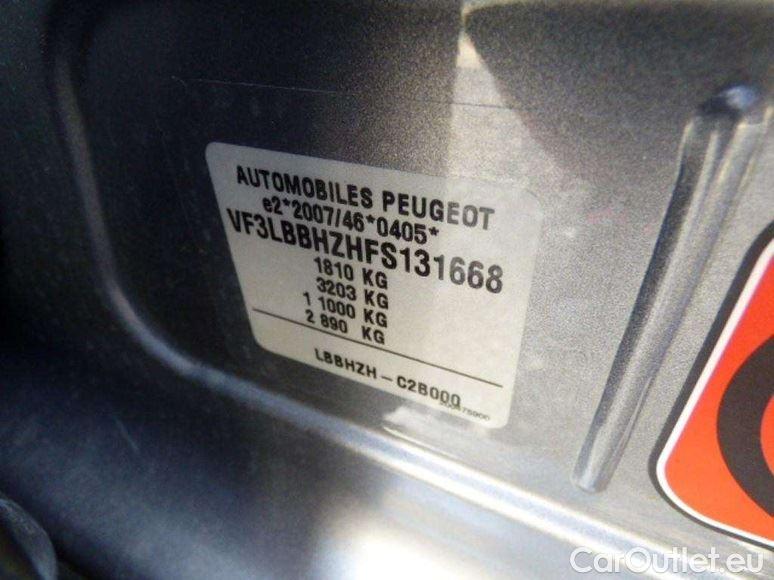 AUTOMOBILES PEUGEOT
e2*2007/46*0405*
VF3LBBHZHFS131668
1810 KG
3203 KG
1 1000 KG
2 890 KG
LBBHZH – C2B000
CarOutlet.eu